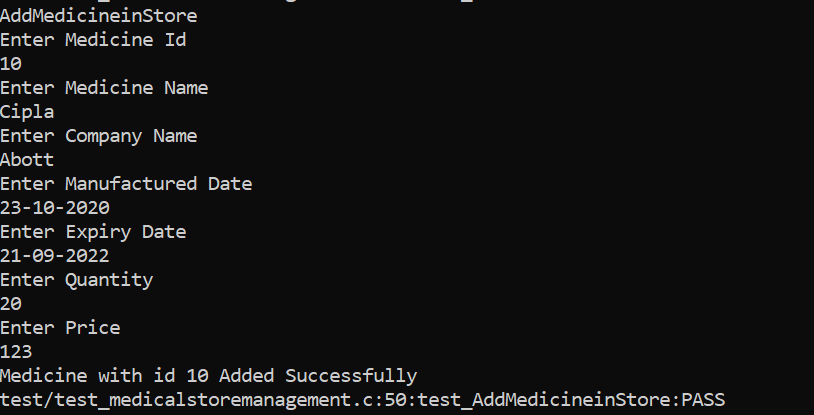 AddMedicineinStore
Enter Medicine Id
10
Enter Medicine Name
Cipla
Enter Company Name
Abott
Enter Manufactured Date
23-10-2020
Enter Expiry Date
21-09-2022
Enter Quantity
20
Enter Price
123
Medicine with id 10 Added Successfully
test/test_medicalstoremanagement.c:50:test_AddMedicineinStore:PASS